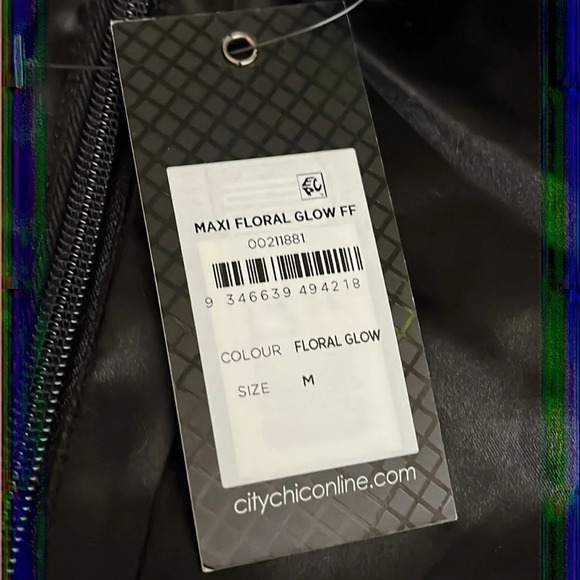 MAXI FLORAL GLOW FF
00211881
9 346639 494218
COLOUR FLORAL GLOW
SIZE M
citychiconline.com